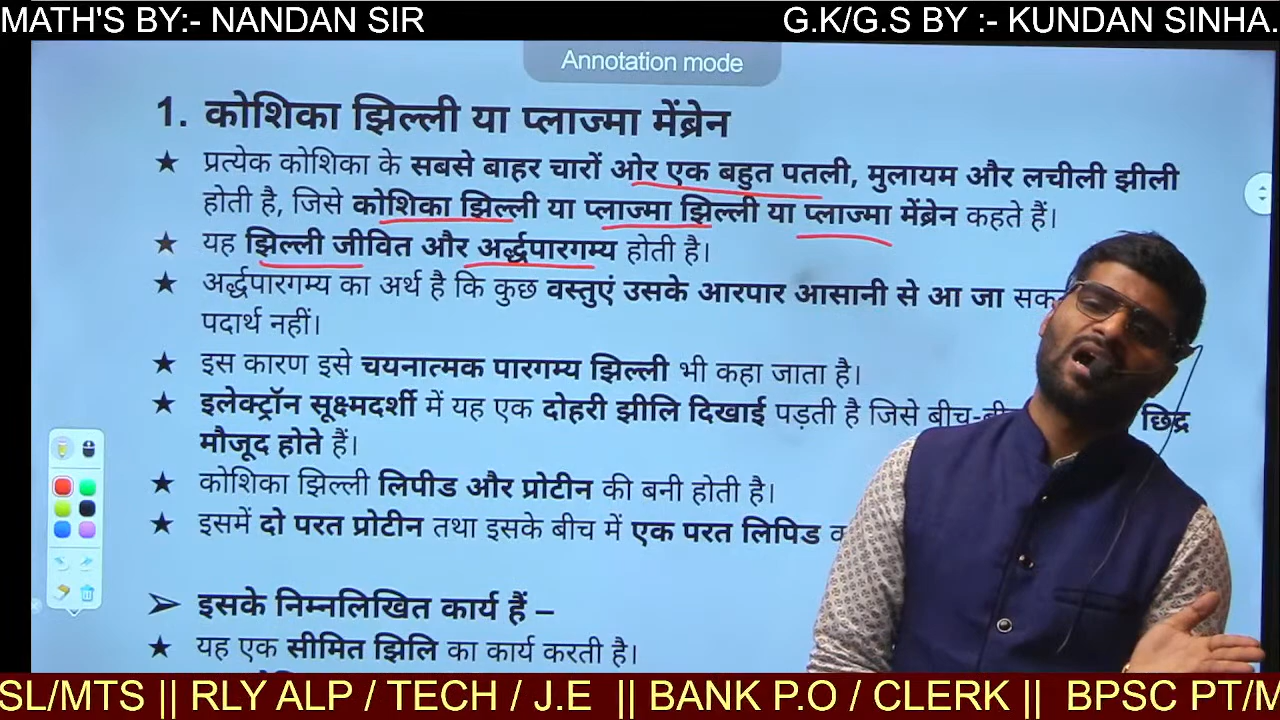 MATH'S BY:- NANDAN SIR
G.K/G.S BY :- KUNDAN SINHA.
Annotation mode
1. कोशिका झिल्ली या प्लाज्मा मेंब्रेन
★ प्रत्येक कोशिका के सबसे बाहर चारों ओर एक बहुत पतली, मुलायम और लचीली झीली
होती है, जिसे कोशिका झिल्ली या प्लाज्मा झिल्ली या प्लाज्मा मेंब्रेन कहते हैं।
★ यह झिल्ली जीवित और अर्द्धपारगम्य होती है।
★ अर्द्धपारगम्य का अर्थ है कि कुछ वस्तुएं उसके आरपार आसानी से आ जा
पदार्थ नहीं।
★ इस कारण इसे चयनात्मक पारगम्य झिल्ली भी कहा जाता है।
★ इलेक्ट्रॉन सूक्ष्मदर्शी में यह एक दोहरी झीलि दिखाई पड़ती है जिसे छिद्र
मौजूद होते हैं।
★ कोशिका झिल्ली लिपीड और प्रोटीन की बनी होती है।
★ इसमें दो परत प्रोटीन तथा इसके बीच में एक परत लिपिड
➢ इसके निम्नलिखित कार्य हैं –
★ यह एक सीमित झिलि का कार्य करती है।
SL/MTS || RLY ALP / TECH / J.E || BANK P.O / CLERK || BPSC PT/M